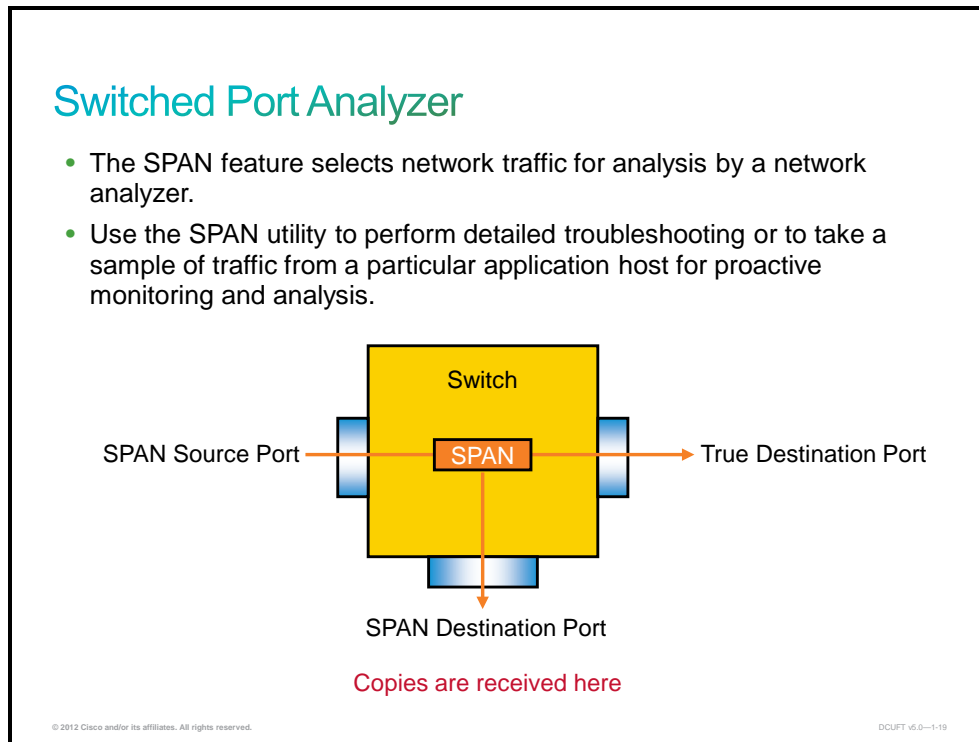 Switched Port Analyzer
• The SPAN feature selects network traffic for analysis by a network
analyzer.
• Use the SPAN utility to perform detailed troubleshooting or to take a
sample of traffic from a particular application host for proactive
monitoring and analysis.
Switch
SPAN Source Port
SPAN
True Destination Port
SPAN Destination Port
Copies are received here
© 2012 Cisco and/or its affiliates. All rights reserved.
DCUFT v5.0—1-19